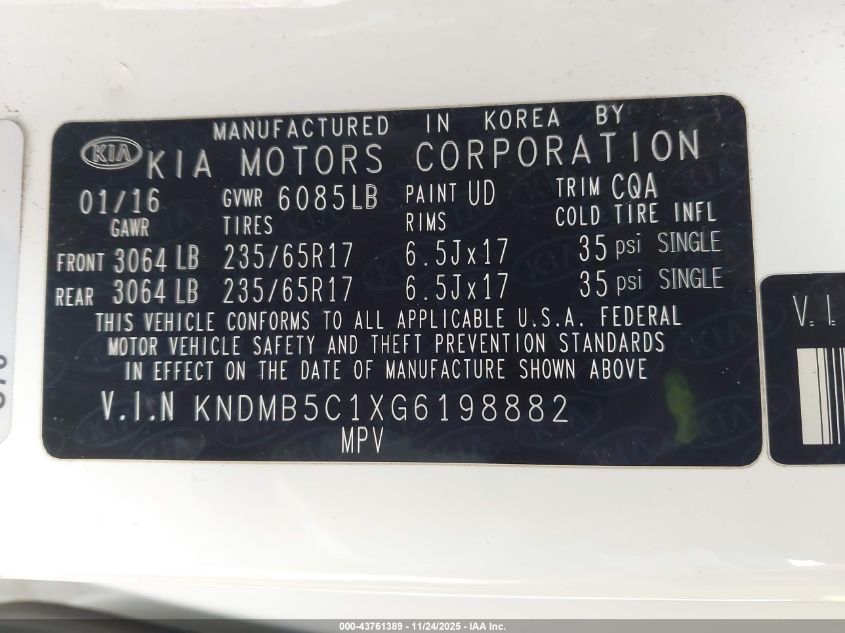 MANUFACTURED IN KOREA BY
KIA KIA MOTORS CORPORATION
01/16 GVWR 6085LB PAINT UD TRIM CQA
GAWR TIRES RIMS COLD TIRE INFL
FRONT 3064 LB 235/65R17 6.5Jx17 35 psi SINGLE
REAR 3064 LB 235/65R17 6.5Jx17 35 psi SINGLE
THIS VEHICLE CONFORMS TO ALL APPLICABLE U.S.A. FEDERAL
MOTOR VEHICLE SAFETY AND THEFT PREVENTION STANDARDS
IN EFFECT ON THE DATE OF MANUFACTURE SHOWN ABOVE
V.I.N KNDMB5C1XG6198882
MPV
V.I.
000-43761389 - 11/24/2025 - IAA Inc.